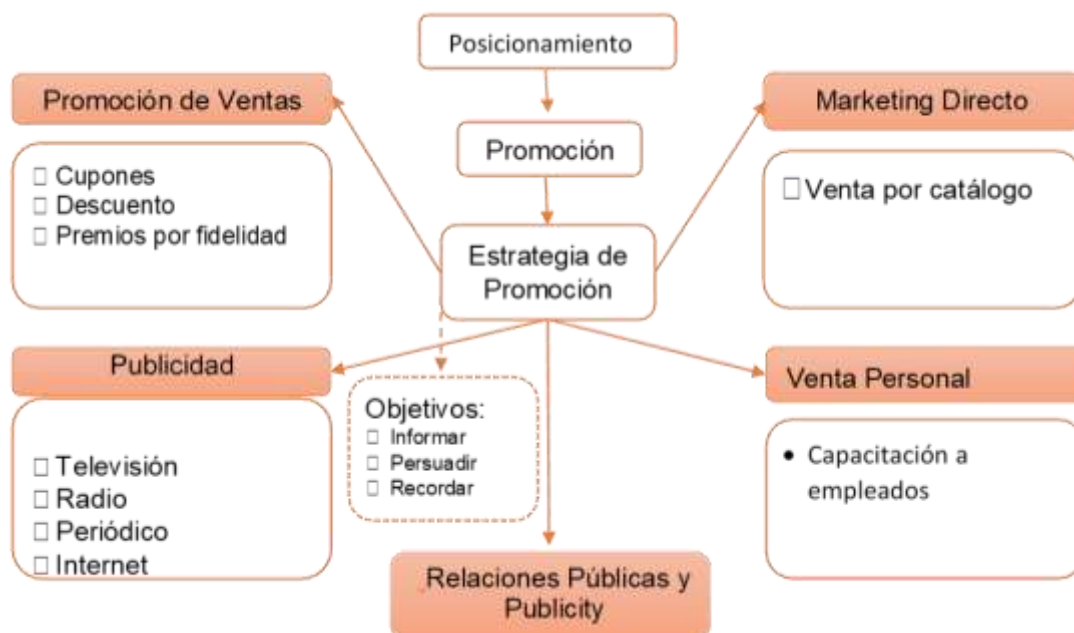 Posicionamiento
Promoción de Ventas
Marketing Directo
Promoción
□ Cupones
□ Descuento
□ Premios por fidelidad
□ Venta por catálogo
Estrategia de
Promoción
Publicidad
Venta Personal
Objetivos:
□ Informar
□ Persuadir
□ Recordar
□ Televisión
□ Radio
□ Periódico
□ Internet
• Capacitación a
empleados
Relaciones Públicas y
Publicity